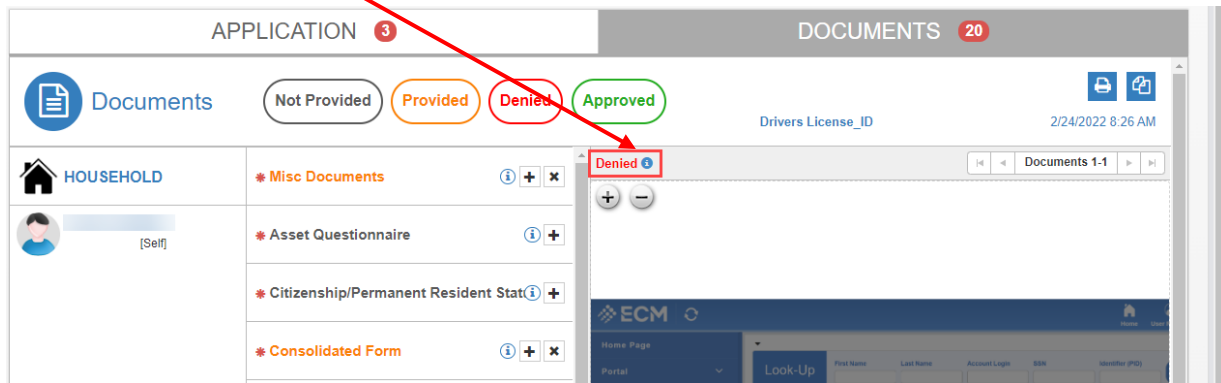 APPLICATION 3
DOCUMENTS 20
Documents
Not Provided
Provided
Denied
Approved
Drivers License_ID
2/24/2022 8:26 AM
HOUSEHOLD
[Self]
* Misc Documents
* Asset Questionnaire
* Citizenship/Permanent Resident Stat
* Consolidated Form
Denied
Documents 1-1
ECM
Home
User
Home Page
Portal
Look-Up
First Name
Last Name
Account Login
SSN
Identifier (PID)